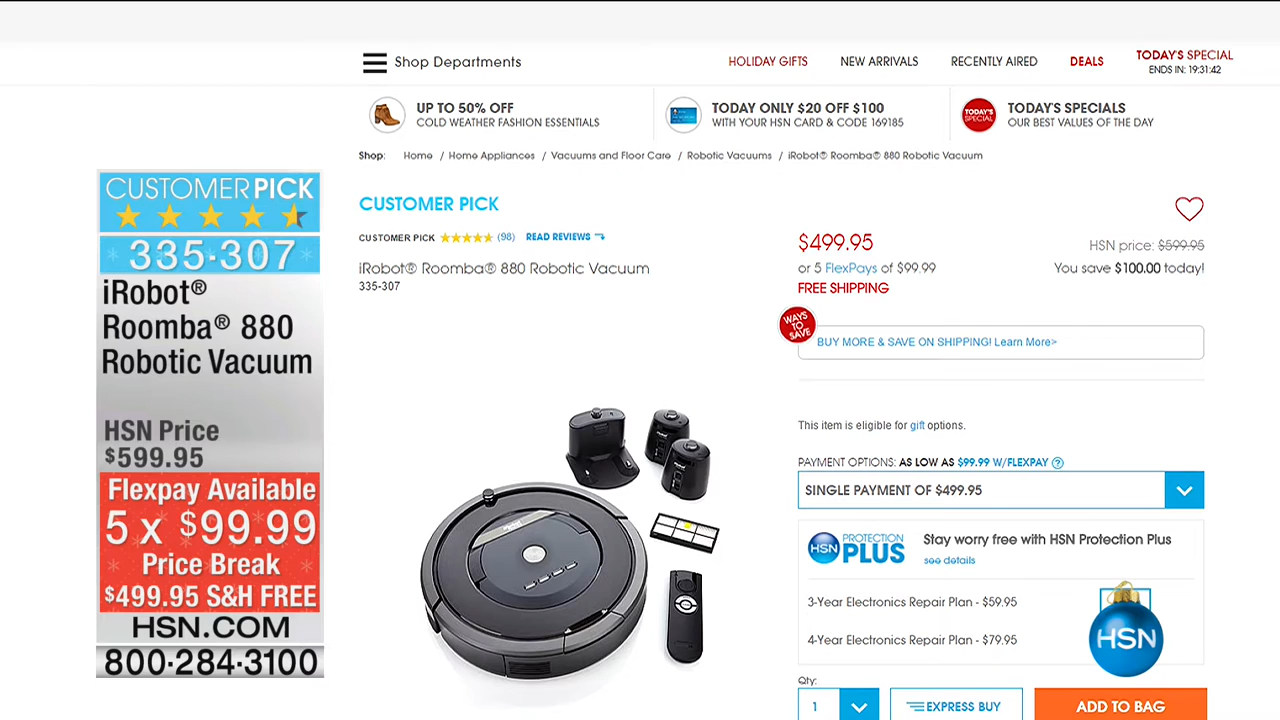 Shop Departments
HOLIDAY GIFTS
NEW ARRIVALS
RECENTLY AIRED
DEALS
TODAY'S SPECIAL
ENDS IN: 19:31:42
UP TO 50% OFF
COLD WEATHER FASHION ESSENTIALS
TODAY ONLY $20 OFF $100
WITH YOUR HSN CARD & CODE 169185
TODAY'S SPECIAL
TODAY'S SPECIALS
OUR BEST VALUES OF THE DAY
Shop: Home / Home Appliances / Vacuums and Floor Care / Robotic Vacuums / iRobot® Roomba® 880 Robotic Vacuum
CUSTOMER PICK
335-307
iRobot®
Roomba® 880
Robotic Vacuum
HSN Price
$599.95
Flexpay Available
5 x $99.99
Price Break
$499.95 S&H FREE
HSN.COM
800-284-3100
CUSTOMER PICK
CUSTOMER PICK (98) READ REVIEWS
iRobot® Roomba® 880 Robotic Vacuum
335-307
$499.95
HSN price: $599.95
or 5 FlexPays of $99.99
You save $100.00 today!
FREE SHIPPING
WAYS
TO
SAVE
BUY MORE & SAVE ON SHIPPING! Learn More>
This item is eligible for gift options.
PAYMENT OPTIONS: AS LOW AS $99.99 W/FLEXPAY ?
SINGLE PAYMENT OF $499.95
HSN PROTECTION
PLUS
Stay worry free with HSN Protection Plus
see details
3-Year Electronics Repair Plan - $59.95
4-Year Electronics Repair Plan - $79.95
HSN
Qty:
1
EXPRESS BUY
ADD TO BAG